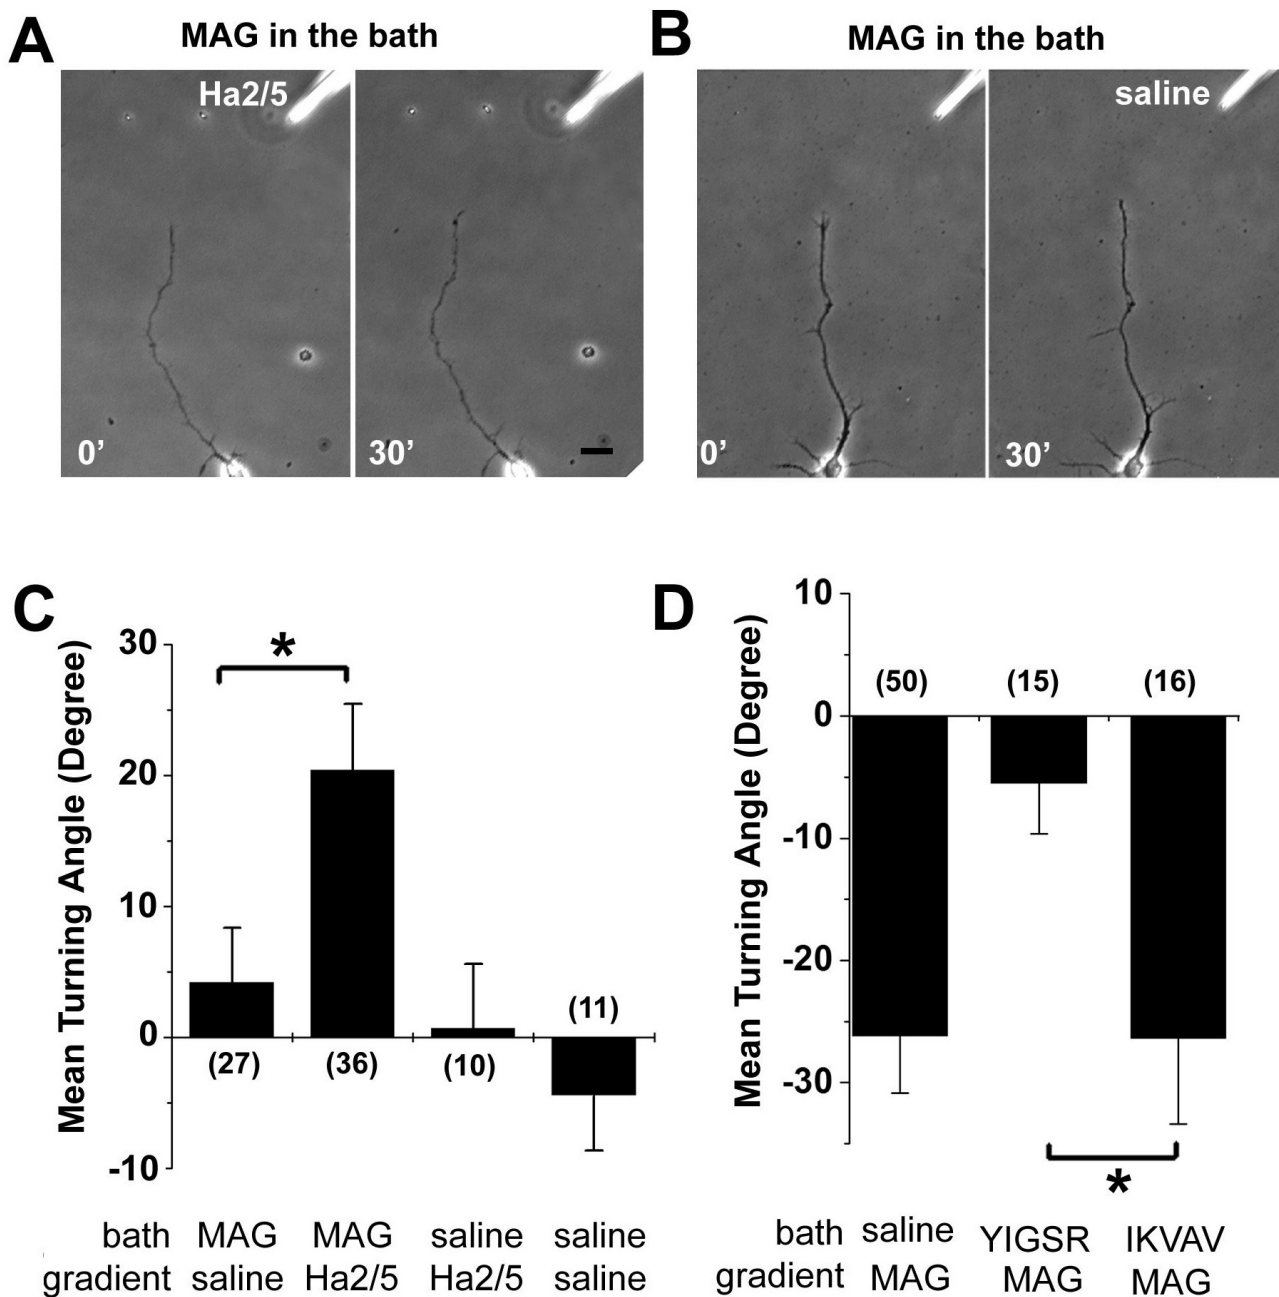 A
MAG in the bath
B
MAG in the bath
Ha2/5
saline
0’
30’
0’
30’
C
Mean Turning Angle (Degree)
30
20
10
0
-10
*
(27)
(36)
(10)
(11)
bath MAG MAG saline saline
gradient saline Ha2/5 Ha2/5 saline
D
Mean Turning Angle (Degree)
10
0
-10
-20
-30
(50)
(15)
(16)
*
bath saline YIGSR IKVAV
gradient MAG MAG MAG